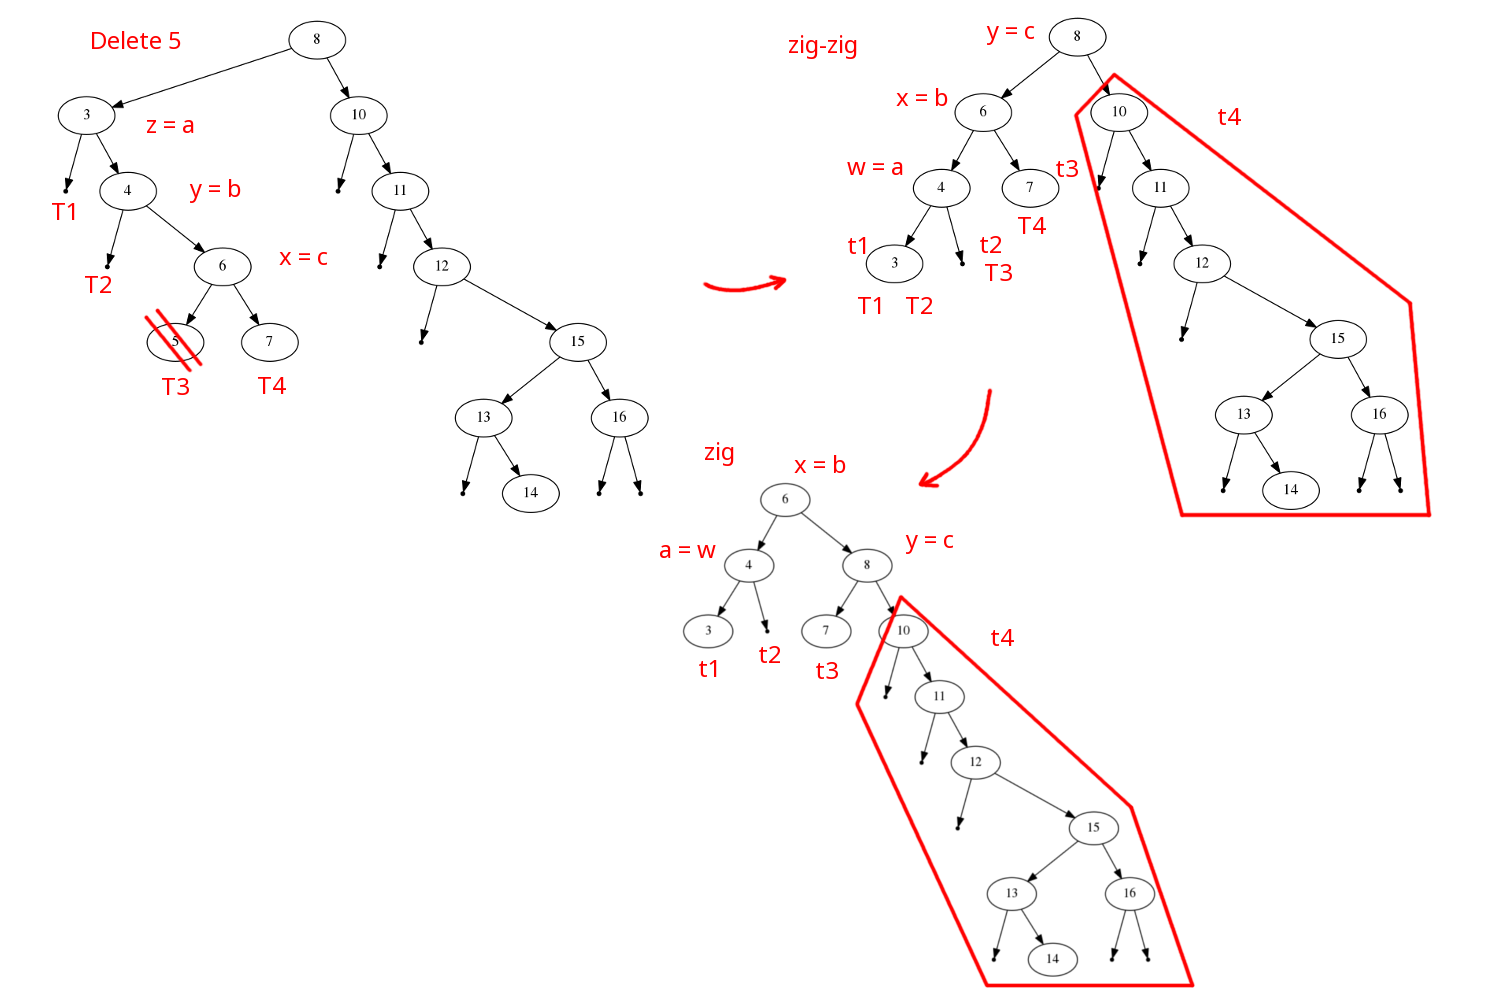 Delete 5
8
3
10
z = a
4
y = b
11
T1
6
x = c
12
T2
5
7
15
T3
T4
13
16
14
zig-zig
y = c
8
x = b
6
10
t4
w = a
4
7
t3
11
T4
t1
3
t2
T3
12
T1 T2
15
13
16
14
zig
x = b
6
a = w
4
8
y = c
3
7
10
t1
t2
t3
t4
11
12
15
13
16
14